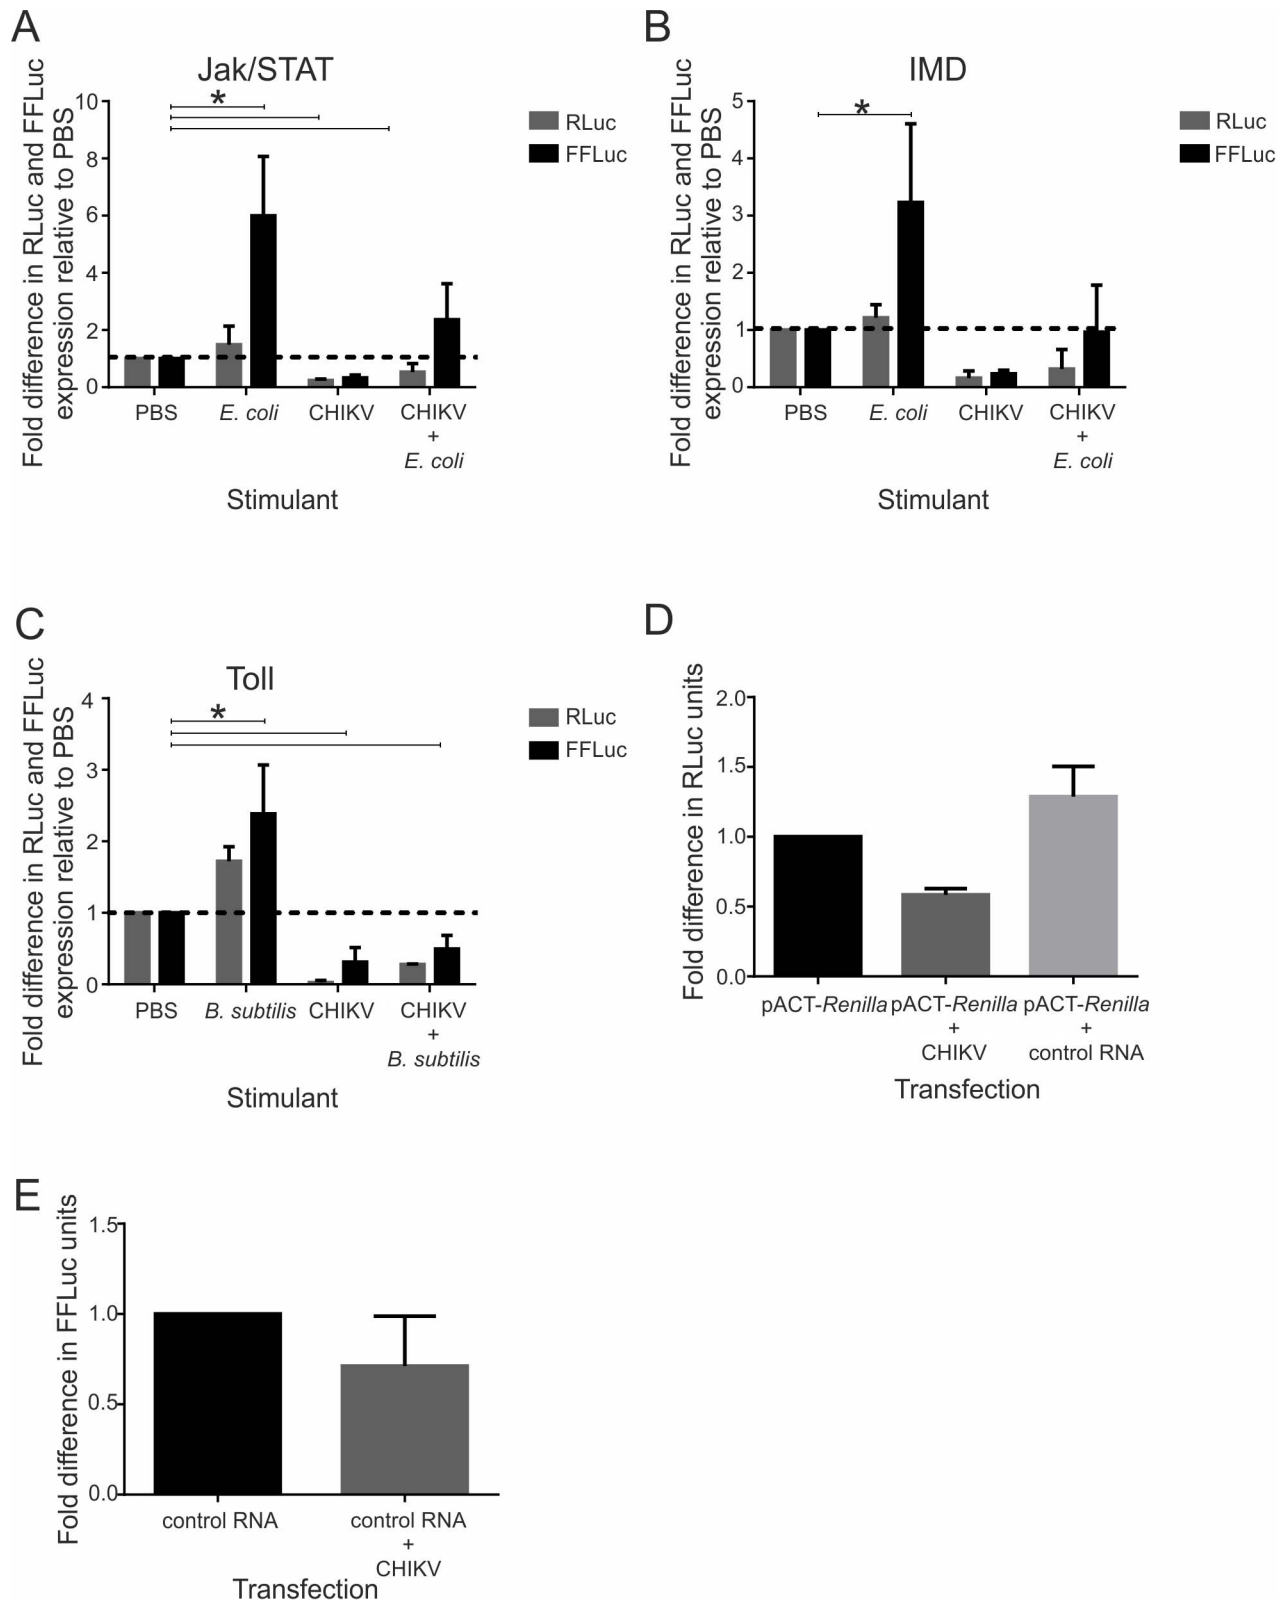 A
Jak/STAT
Fold difference in RLuc and FFLuc
expression relative to PBS
10
8
6
4
2
0
*
RLuc
FFLuc
PBS
E. coli
CHIKV
CHIKV
+
E. coli
Stimulant
B
IMD
Fold difference in RLuc and FFLuc
expression relative to PBS
5
4
3
2
1
0
*
RLuc
FFLuc
PBS
E. coli
CHIKV
CHIKV
+
E. coli
Stimulant
C
Toll
Fold difference in RLuc and FFLuc
expression relative to PBS
4
3
2
1
0
*
RLuc
FFLuc
PBS
B. subtilis
CHIKV
CHIKV
+
B. subtilis
Stimulant
D
Fold difference in RLuc units
2.0
1.5
1.0
0.5
0.0
pACT-Renilla
pACT-Renilla
+
CHIKV
pACT-Renilla
+
control RNA
Transfection
E
Fold difference in FFLuc units
1.5
1.0
0.5
0.0
control RNA
control RNA
+
CHIKV
Transfection